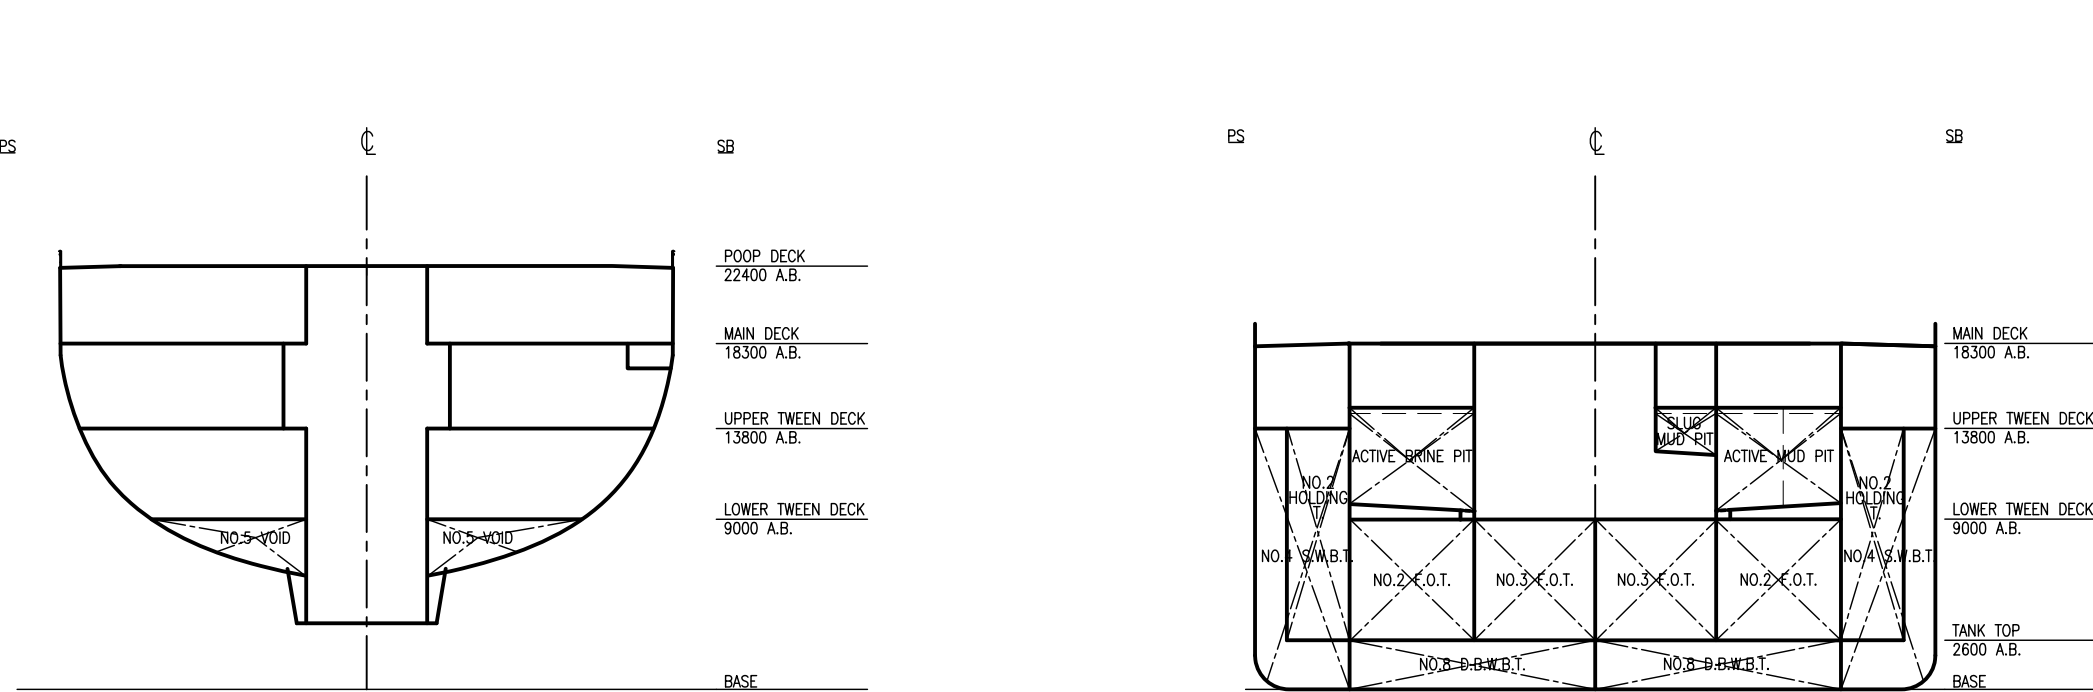 PS
℄
SB
POOP DECK
22400 A.B.
MAIN DECK
18300 A.B.
UPPER TWEEN DECK
13800 A.B.
LOWER TWEEN DECK
9000 A.B.
NO.5 VOID
NO.5 VOID
BASE
PS
℄
SB
MAIN DECK
18300 A.B.
UPPER TWEEN DECK
13800 A.B.
SLUG
MUD PIT
ACTIVE BRINE PIT
ACTIVE MUD PIT
NO.2
HOLDING
T.
NO.2
HOLDING
T.
LOWER TWEEN DECK
9000 A.B.
NO.4 S.W.B.T.
NO.4 S.W.B.T.
NO.2 F.O.T.
NO.3 F.O.T.
NO.3 F.O.T.
NO.2 F.O.T.
TANK TOP
2600 A.B.
NO.8 D.B.W.B.T.
NO.8 D.B.W.B.T.
BASE